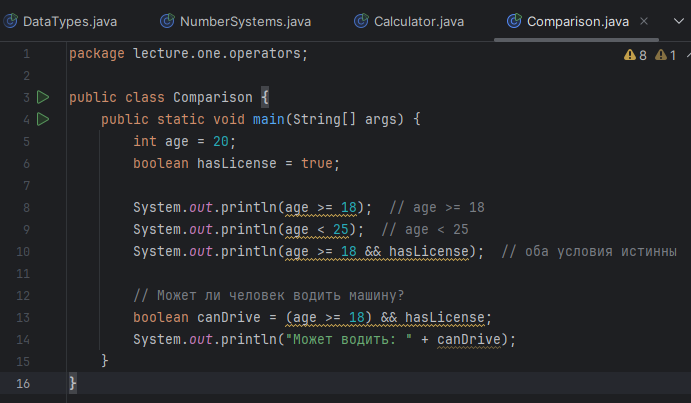 DataTypes.java NumberSystems.java Calculator.java Comparison.java
8 1
1 package lecture.one.operators;
2
3 public class Comparison {
4 public static void main(String[] args) {
5 int age = 20;
6 boolean hasLicense = true;
7
8 System.out.println(age >= 18); // age >= 18
9 System.out.println(age < 25); // age < 25
10 System.out.println(age >= 18 && hasLicense); // оба условия истинны
11
12 // Может ли человек водить машину?
13 boolean canDrive = (age >= 18) && hasLicense;
14 System.out.println("Может водить: " + canDrive);
15 }
16 }